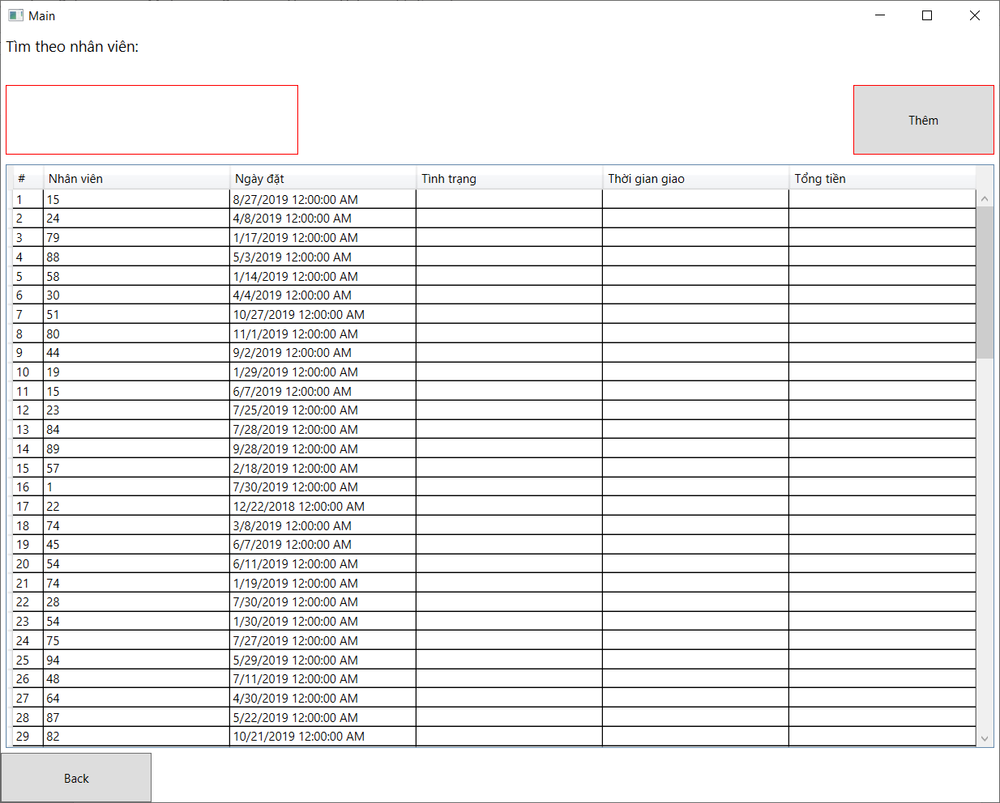 Main
Tìm theo nhân viên:
Thêm
# Nhân viên Ngày đặt Tình trạng Thời gian giao Tổng tiền
1 15 8/27/2019 12:00:00 AM
2 24 4/8/2019 12:00:00 AM
3 79 1/17/2019 12:00:00 AM
4 88 5/3/2019 12:00:00 AM
5 58 1/14/2019 12:00:00 AM
6 30 4/4/2019 12:00:00 AM
7 51 10/27/2019 12:00:00 AM
8 80 11/1/2019 12:00:00 AM
9 44 9/2/2019 12:00:00 AM
10 19 1/29/2019 12:00:00 AM
11 15 6/7/2019 12:00:00 AM
12 23 7/25/2019 12:00:00 AM
13 84 7/28/2019 12:00:00 AM
14 89 9/28/2019 12:00:00 AM
15 57 2/18/2019 12:00:00 AM
16 1 7/30/2019 12:00:00 AM
17 22 12/22/2018 12:00:00 AM
18 74 3/8/2019 12:00:00 AM
19 45 6/7/2019 12:00:00 AM
20 54 6/11/2019 12:00:00 AM
21 74 1/19/2019 12:00:00 AM
22 28 7/30/2019 12:00:00 AM
23 54 1/30/2019 12:00:00 AM
24 75 7/27/2019 12:00:00 AM
25 94 5/29/2019 12:00:00 AM
26 48 7/11/2019 12:00:00 AM
27 64 4/30/2019 12:00:00 AM
28 87 5/22/2019 12:00:00 AM
29 82 10/21/2019 12:00:00 AM
Back